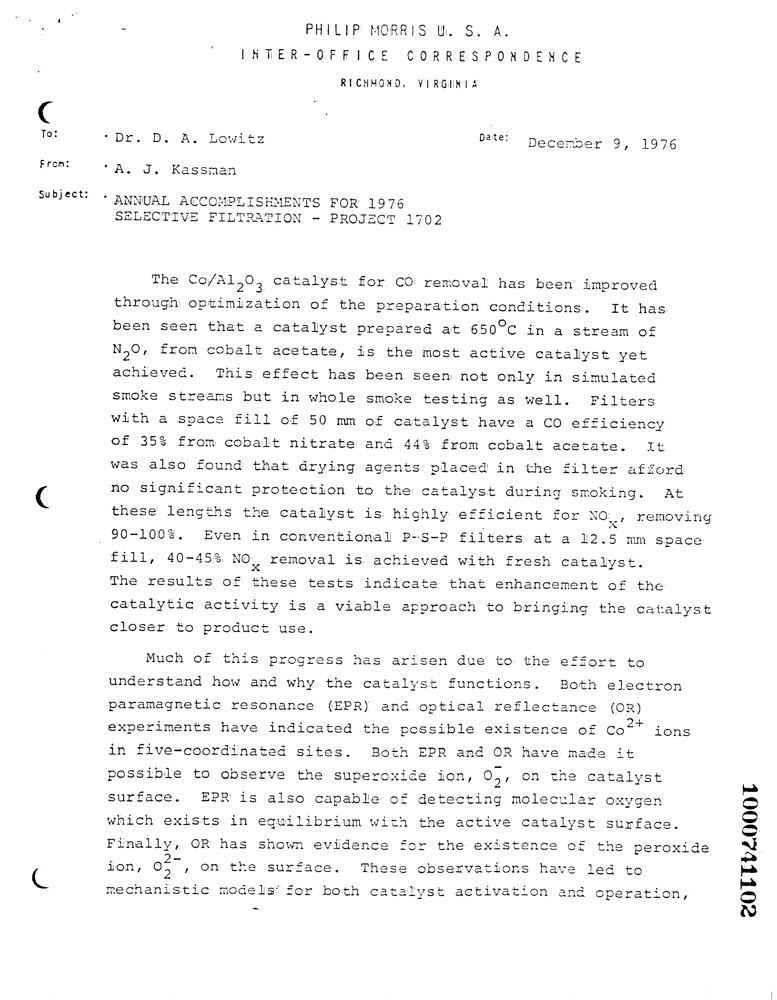 PHILIP MORRIS U. S. A.
INTER-OFFICE CORRESPONDENCE
RICHMOND, VIRGINIA
To: Dr. D. A. Lowitz Date: December 9, 1976
From: A. J. Kassman
Subject: ANNUAL ACCOMPLISHMENTS FOR 1976
SELECTIVE FILTRATION - PROJECT 1702
The Co/Al₂O₃ catalyst for CO removal has been improved
through optimization of the preparation conditions. It has
been seen that a catalyst prepared at 650°C in a stream of
N₂O, from cobalt acetate, is the most active catalyst yet
achieved. This effect has been seen not only in simulated
smoke streams but in whole smoke testing as well. Filters
with a space fill of 50 mm of catalyst have a CO efficiency
of 35% from cobalt nitrate and 44% from cobalt acetate. It
was also found that drying agents placed in the filter afford
no significant protection to the catalyst during smoking. At
these lengths the catalyst is highly efficient for NOₓ, removing
90-100%. Even in conventional P-S-P filters at a 12.5 mm space
fill, 40-45% NOₓ removal is achieved with fresh catalyst.
The results of these tests indicate that enhancement of the
catalytic activity is a viable approach to bringing the catalyst
closer to product use.
Much of this progress has arisen due to the effort to
understand how and why the catalyst functions. Both electron
paramagnetic resonance (EPR) and optical reflectance (OR)
experiments have indicated the possible existence of Co²⁺ ions
in five-coordinated sites. Both EPR and OR have made it
possible to observe the superoxide ion, O₂⁻, on the catalyst
surface. EPR is also capable of detecting molecular oxygen
which exists in equilibrium with the active catalyst surface.
Finally, OR has shown evidence for the existence of the peroxide
ion, O₂²⁻, on the surface. These observations have led to
mechanistic models for both catalyst activation and operation,
1000741102